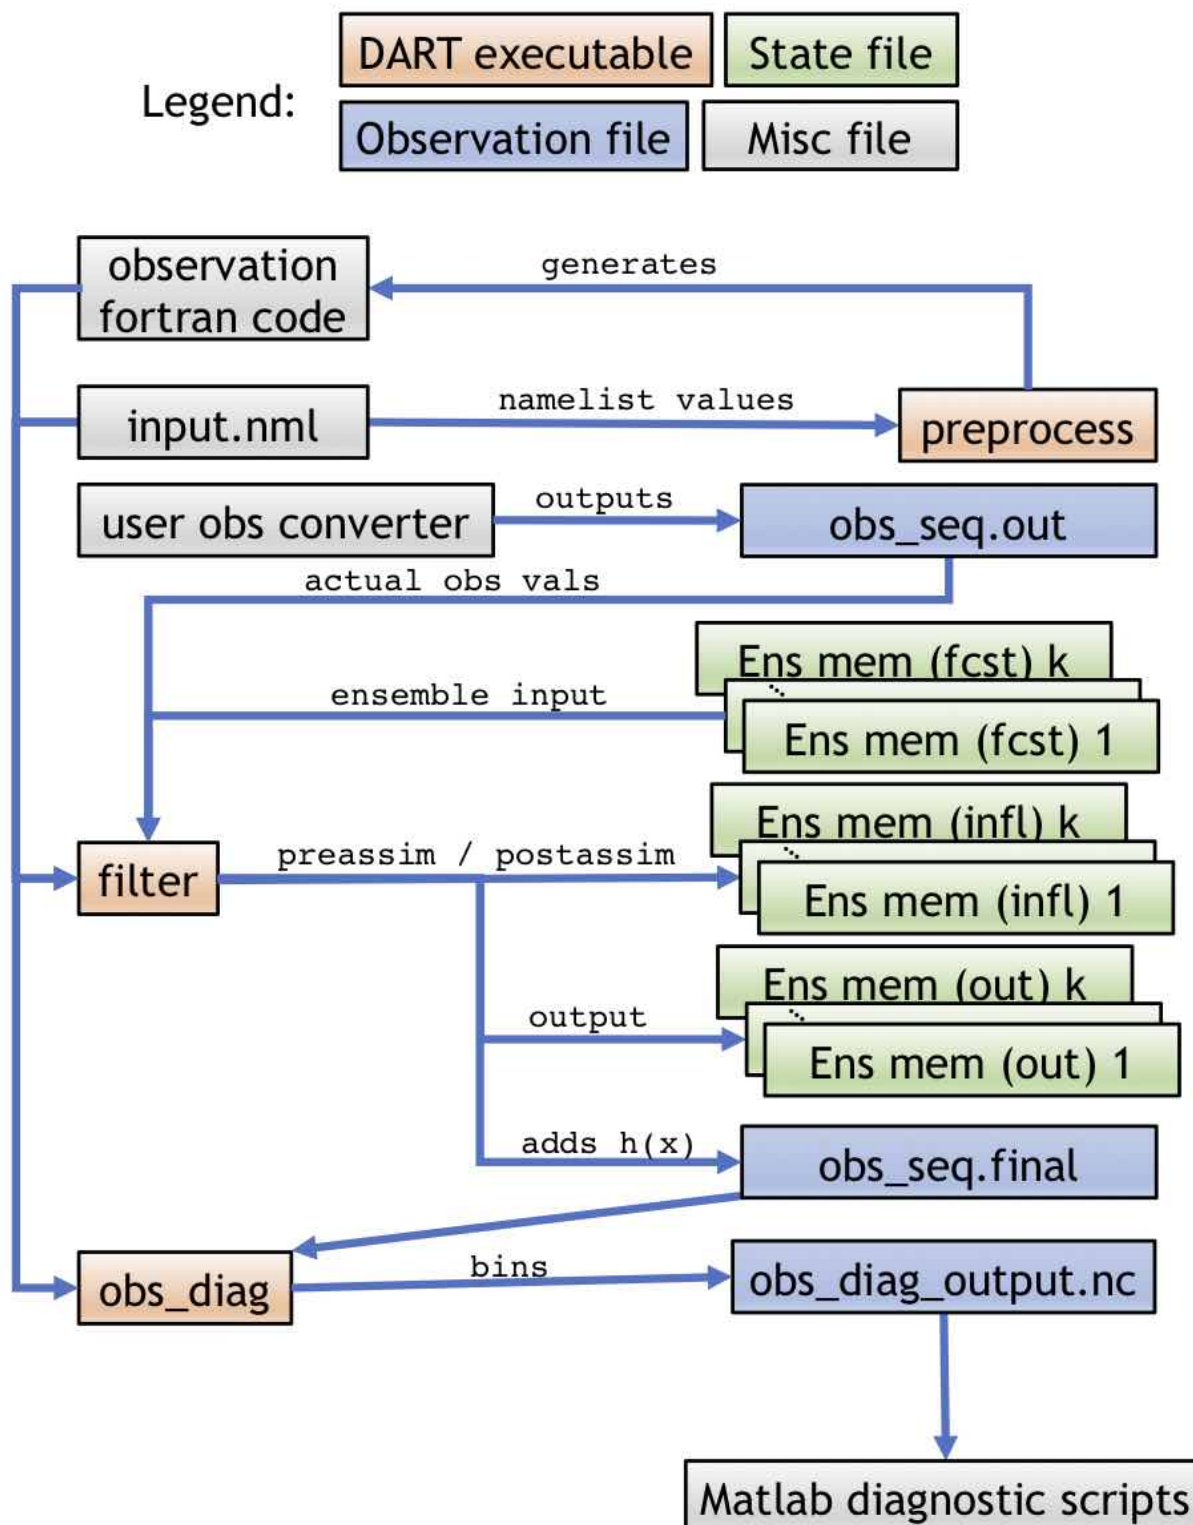 Legend:
DART executable
State file
Observation file
Misc file
observation
fortran code
generates
input.nml
namelist values
preprocess
user obs converter
outputs
obs_seq.out
actual obs vals
Ens mem (fcst) k
ensemble input
Ens mem (fcst) 1
Ens mem (infl) k
filter
preassim / postassim
Ens mem (infl) 1
Ens mem (out) k
output
Ens mem (out) 1
adds h(x)
obs_seq.final
obs_diag
bins
obs_diag_output.nc
Matlab diagnostic scripts